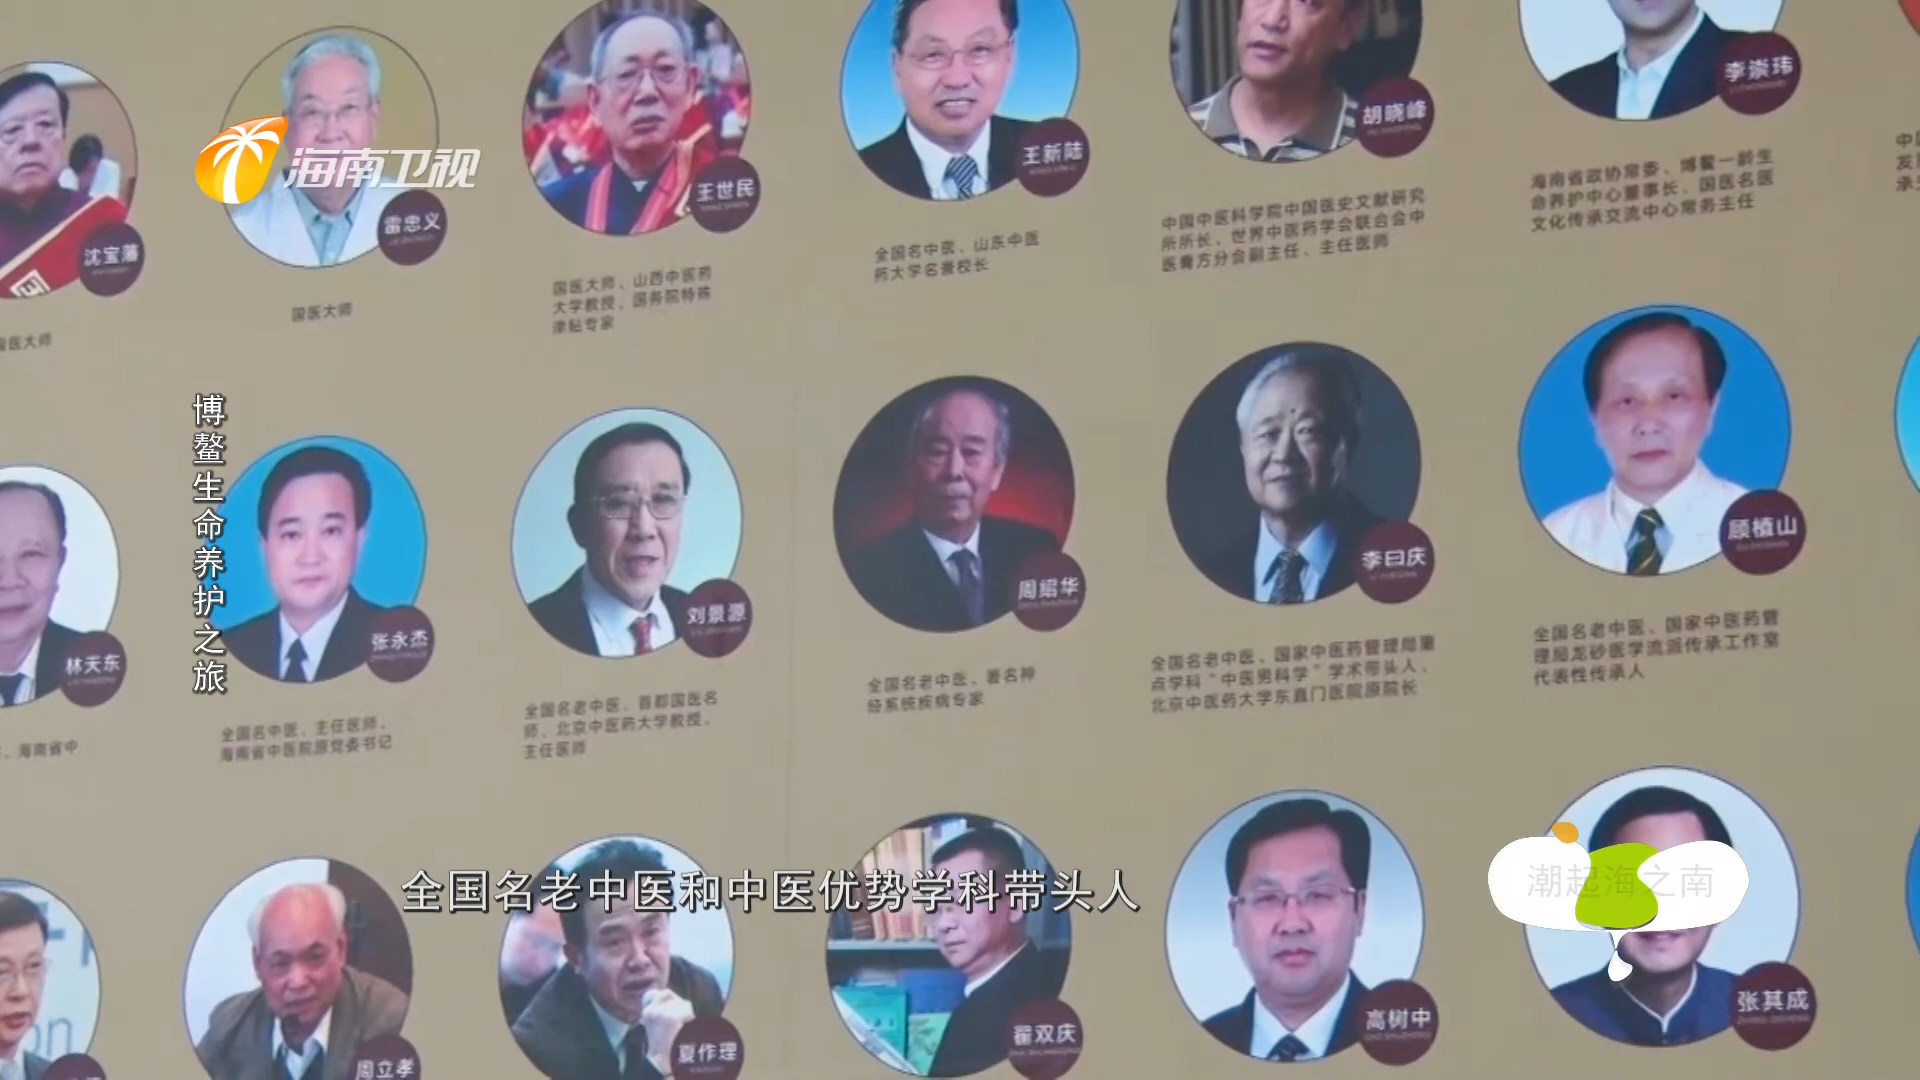 海南卫视
博鳌生命养护之旅
沈宝藩
国医大师
雷忠义
国医大师
王世民
国医大师、山西中医药
大学教授、国务院特殊
津贴专家
王新陆
全国名中医、山东中医
药大学名誉校长
胡晓峰
中国中医科学院中国医史文献研究
所所长、世界中医药学会联合会中
医膏方分会副主任、主任医师
李崇玮
海南省政协常委、博鳌一龄生
命养护中心董事长、国医名医
文化传承交流中心常务主任
林天东
、海南省中
张永杰
全国名中医、主任医师、
海南省中医院原党委书记
刘景源
全国名老中医、首都国医名
师、北京中医药大学教授、
主任医师
周绍华
全国名老中医、著名神
经系统疾病专家
李曰庆
全国名老中医、国家中医药管理局重
点学科“中医男科学”学术带头人、
北京中医药大学东直门医院原院长
顾植山
全国名老中医、国家中医药管
理局龙砂医学流派传承工作室
代表性传承人
周立孝
夏作理
翟双庆
高树中
张其成
全国名老中医和中医优势学科带头人
潮起海之南